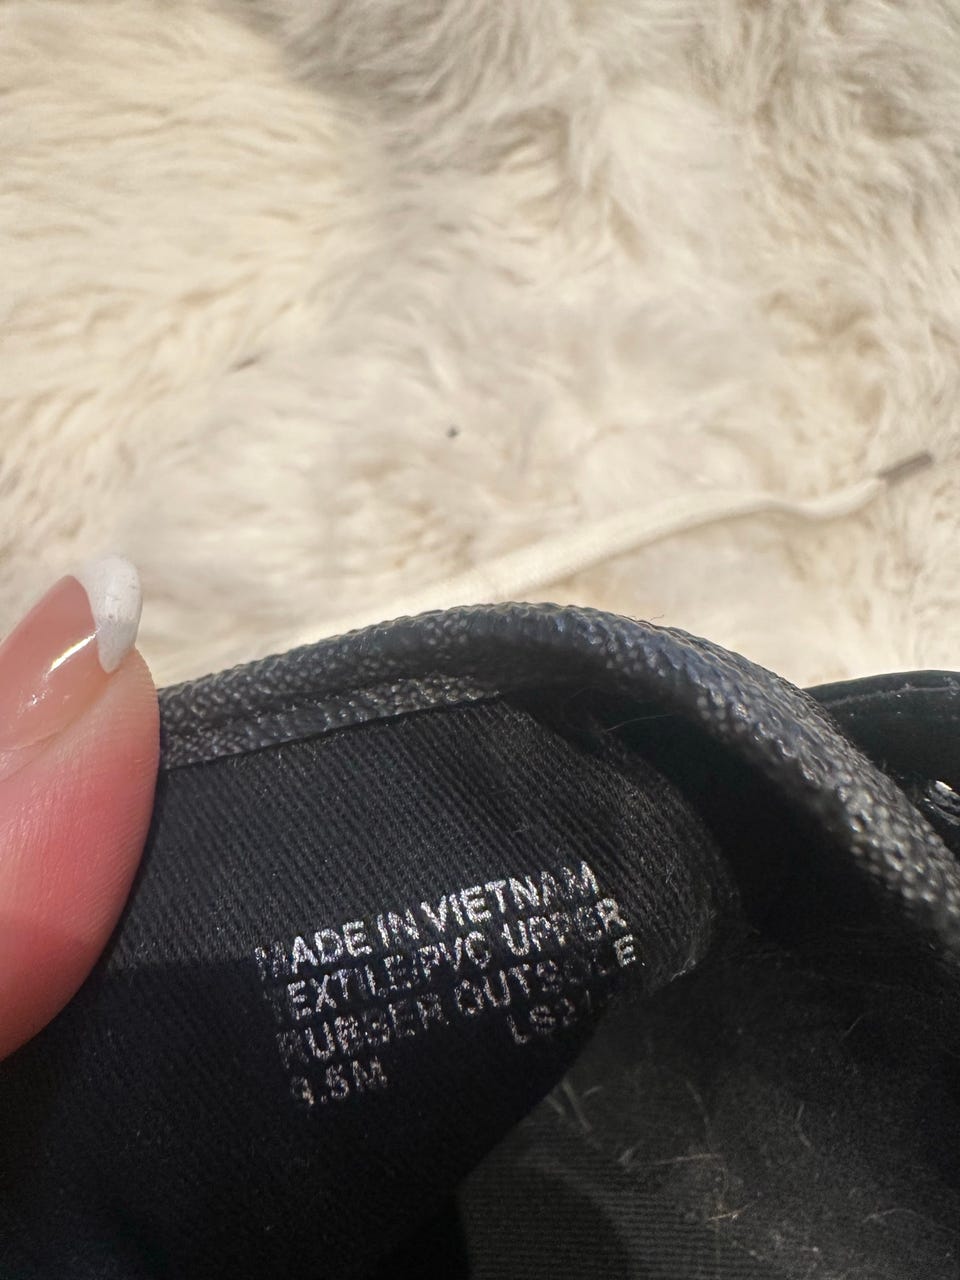 MADE IN VIETNAM
TEXTILE/PVC UPPER
RUBBER OUTSOLE